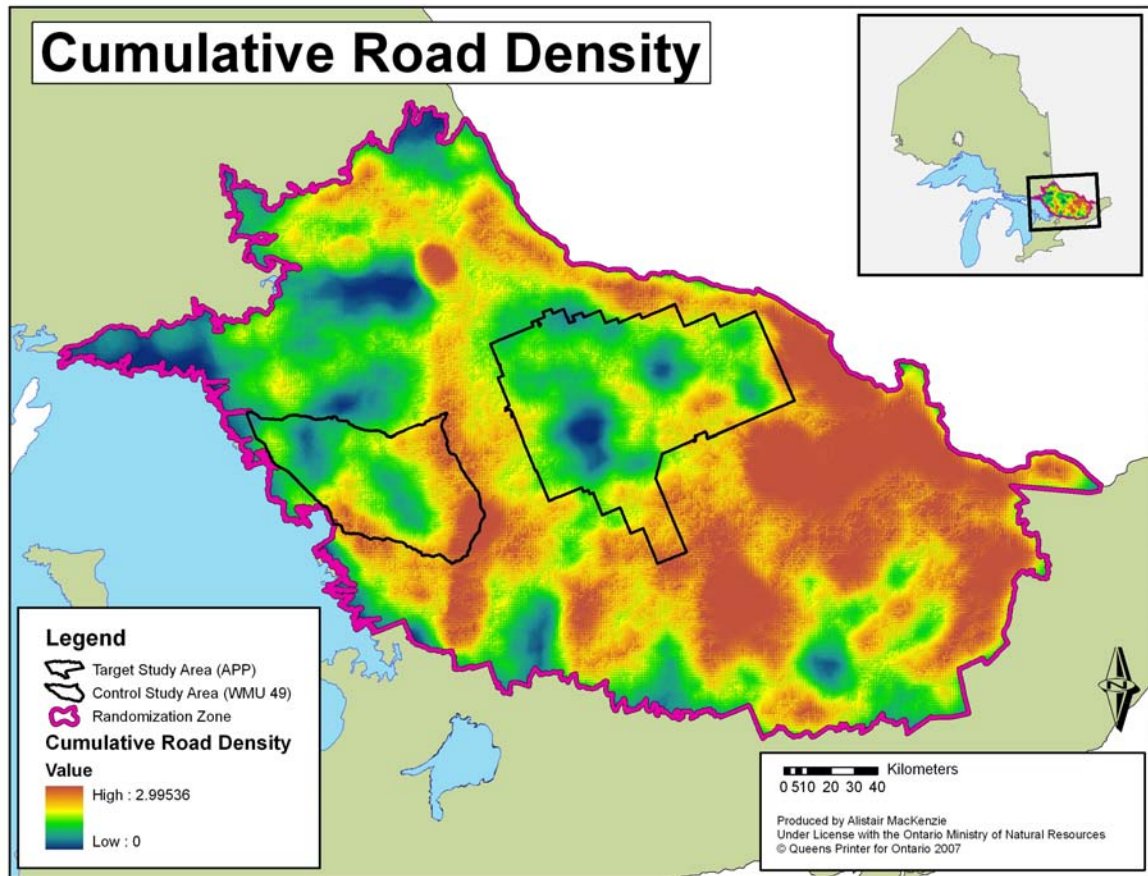 Cumulative Road Density
Legend
Target Study Area (APP)
Control Study Area (WMU 49)
Randomization Zone
Cumulative Road Density
Value
High : 2.99536
Low : 0
N
Kilometers
0 5 10 20 30 40
Produced by Alistair MacKenzie
Under License with the Ontario Ministry of Natural Resources
© Queens Printer for Ontario 2007